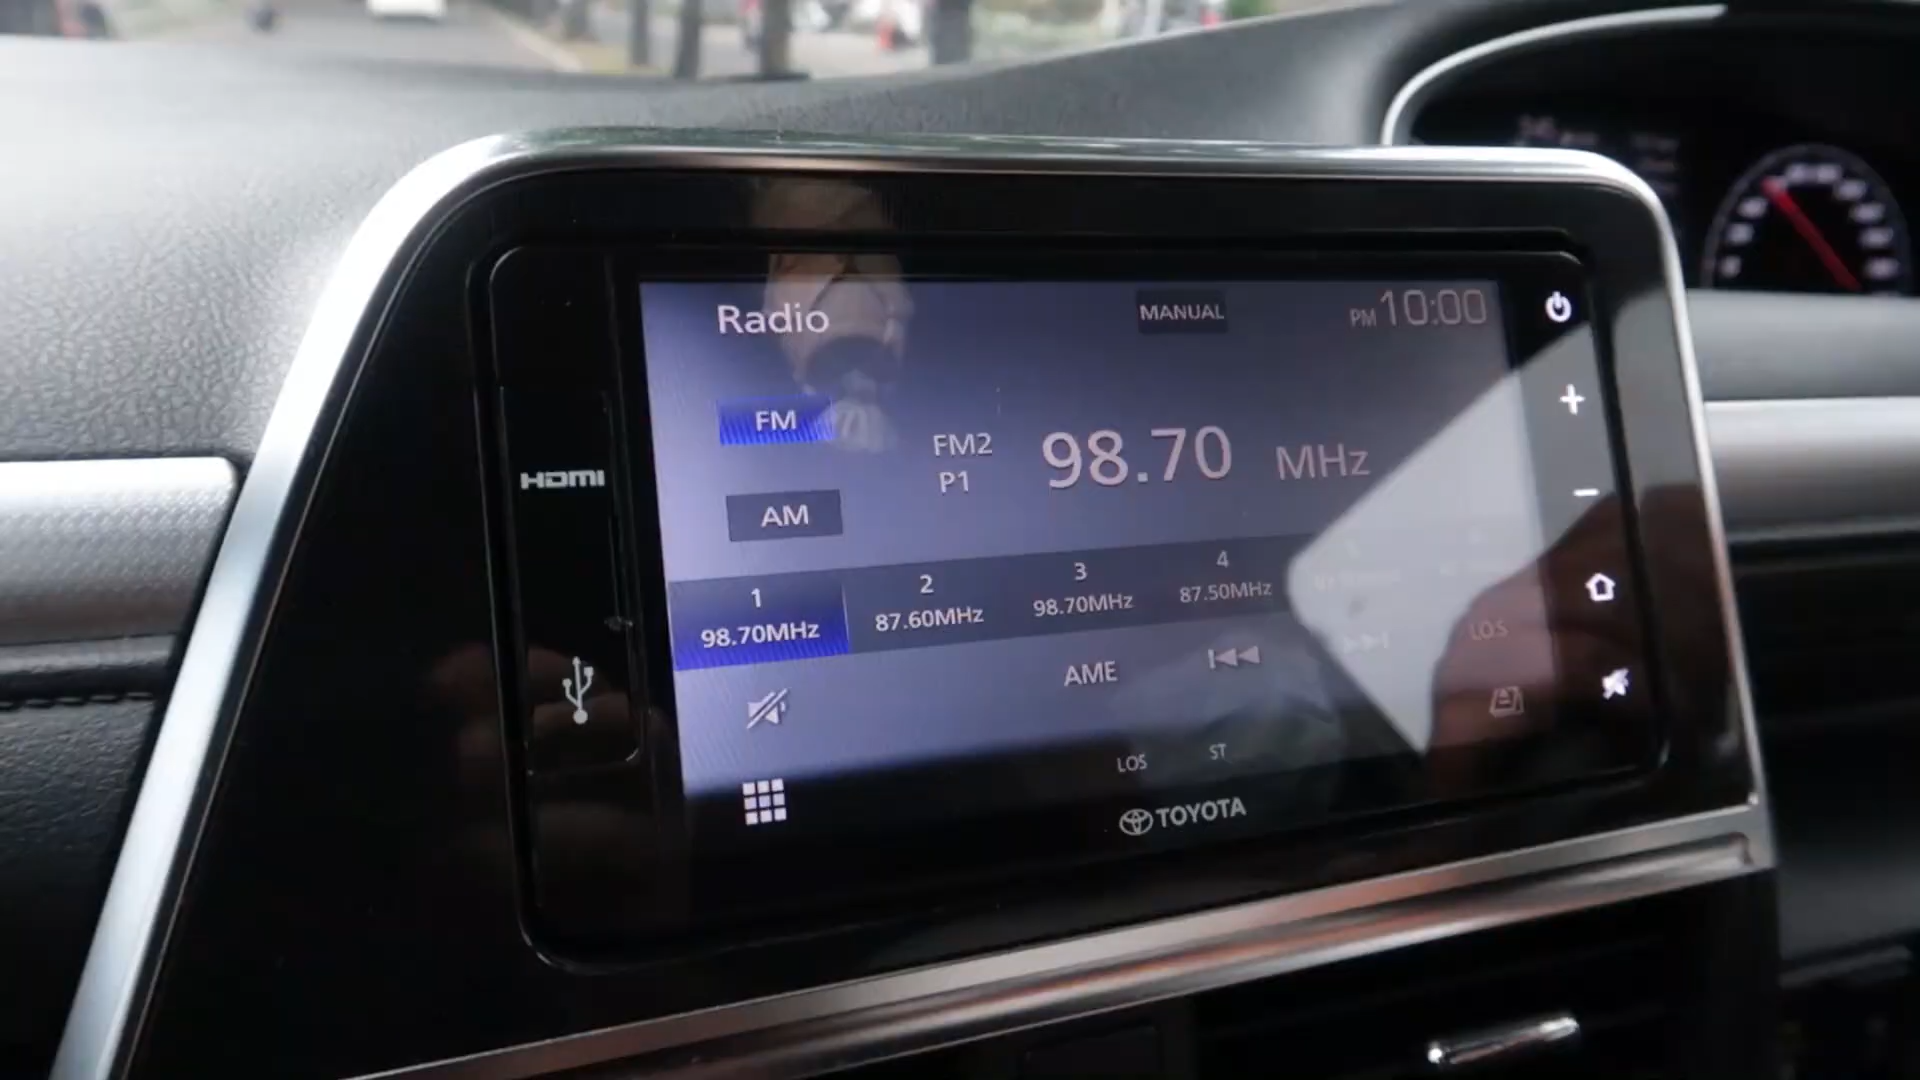 Radio
MANUAL
PM 10:00
FM
FM2
98.70 MHz
P1
HDMI
AM
1
2
3
4
98.70MHz
87.60MHz
98.70MHz
87.50MHz
AME
LOS
LOS
ST
TOYOTA